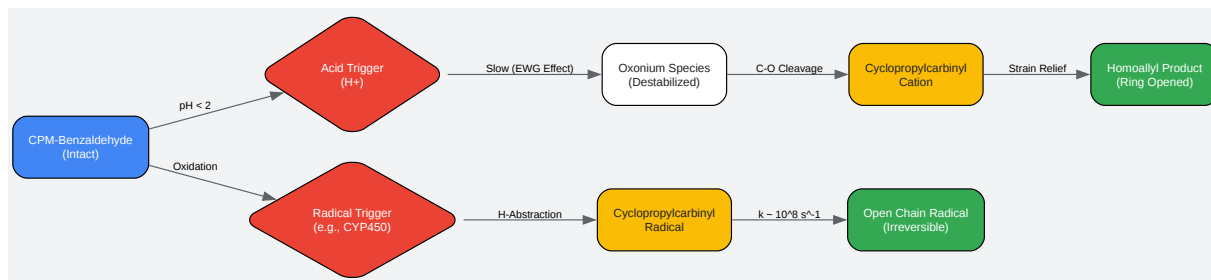 Acid Trigger
(H+)
Slow (EWG Effect)
Oxonium Species
(Destabilized)
C-O Cleavage
Cyclopropylcarbinyl
Cation
Strain Relief
Homoallyl Product
(Ring Opened)
pH < 2
CPM-Benzaldehyde
(Intact)
Oxidation
Radical Trigger
(e.g., CYP450)
H-Abstraction
Cyclopropylcarbinyl
Radical
k ~ 10^8 s^-1
Open Chain Radical
(Irreversible)